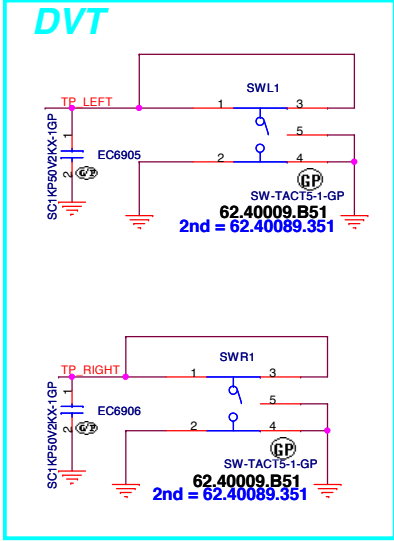 DVT
SWL1
TP_LEFT
1
3
5
1
2
4
EC6905
2
G/P
SC1KP50V2KX-1GP
GP
SW-TACT5-1-GP
62.40009.B51
2nd = 62.40089.351
SWR1
TP_RIGHT
1
3
5
1
2
4
EC6906
2
G/P
SC1KP50V2KX-1GP
GP
SW-TACT5-1-GP
62.40009.B51
2nd = 62.40089.351